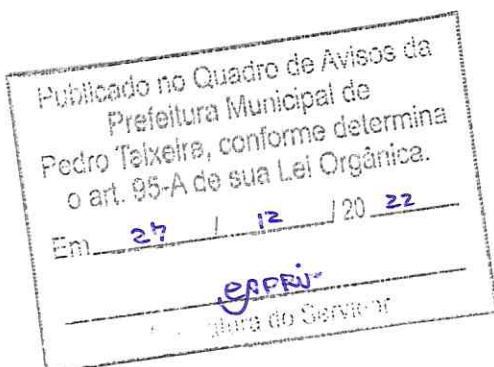 Publicado no Quadro de Avisos da
Prefeitura Municipal de
Pedro Teixeira, conforme determina
o art. 95-A de sua Lei Orgânica.
Em 27 / 12 / 20 22
do Servidor